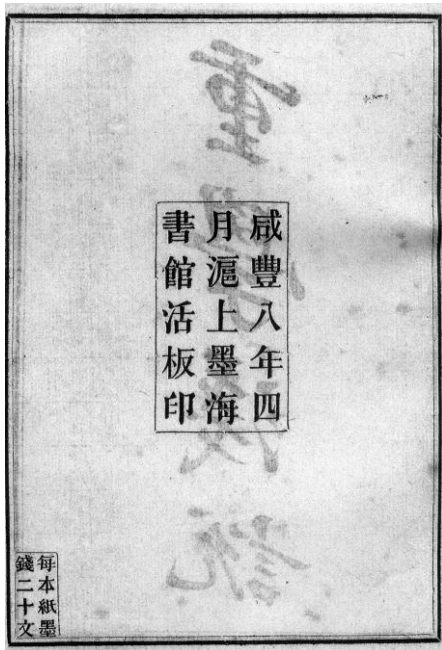 咸豐八年四
月滬上墨海
書館活板印
每本紙墨
錢二十文